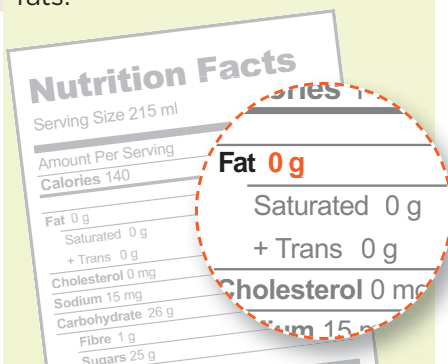 fats.
Nutrition Facts
Serving Size 215 ml
Amount Per Serving
Calories 140
Fat 0 g
Saturated 0 g
+ Trans 0 g
Cholesterol 0 mg
Sodium 15 mg
Carbohydrate 26 g
Fibre 1 g
Sugars 25 g
Fat 0 g
Saturated 0 g
+ Trans 0 g
Cholesterol 0 mg